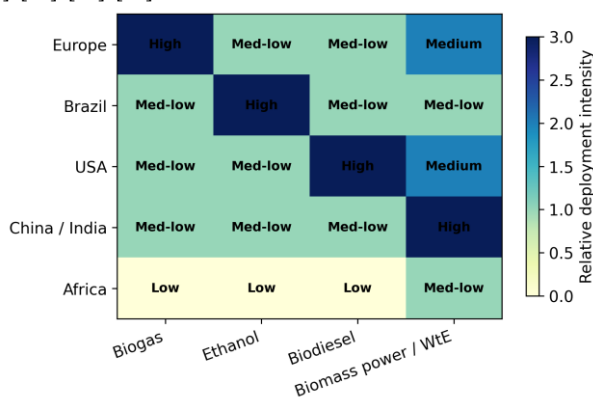 Europe High Med-low Med-low Medium
Brazil Med-low High Med-low Med-low
USA Med-low Med-low High Medium
China / India Med-low Med-low Med-low High
Africa Low Low Low Med-low
Biogas Ethanol Biodiesel Biomass power / WtE
3.0
2.5
2.0
1.5
1.0
0.5
0.0
Relative deployment intensity